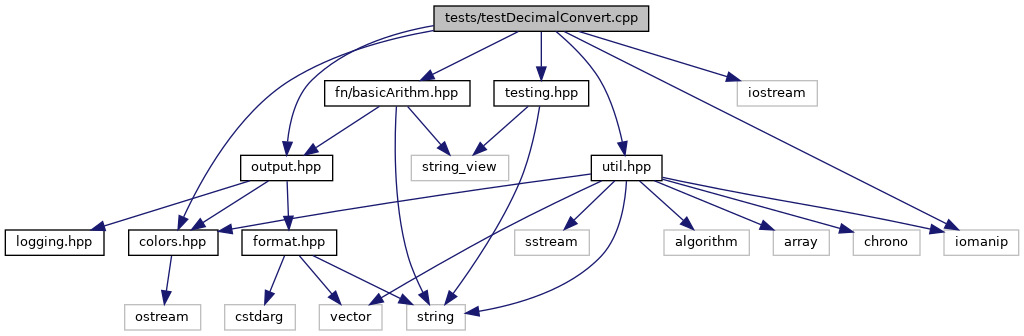 tests/testDecimalConvert.cpp
fn/basicArithm.hpp
testing.hpp
iostream
output.hpp
string_view
util.hpp
logging.hpp
colors.hpp
format.hpp
sstream
algorithm
array
chrono
iomanip
ostream
cstdarg
vector
string